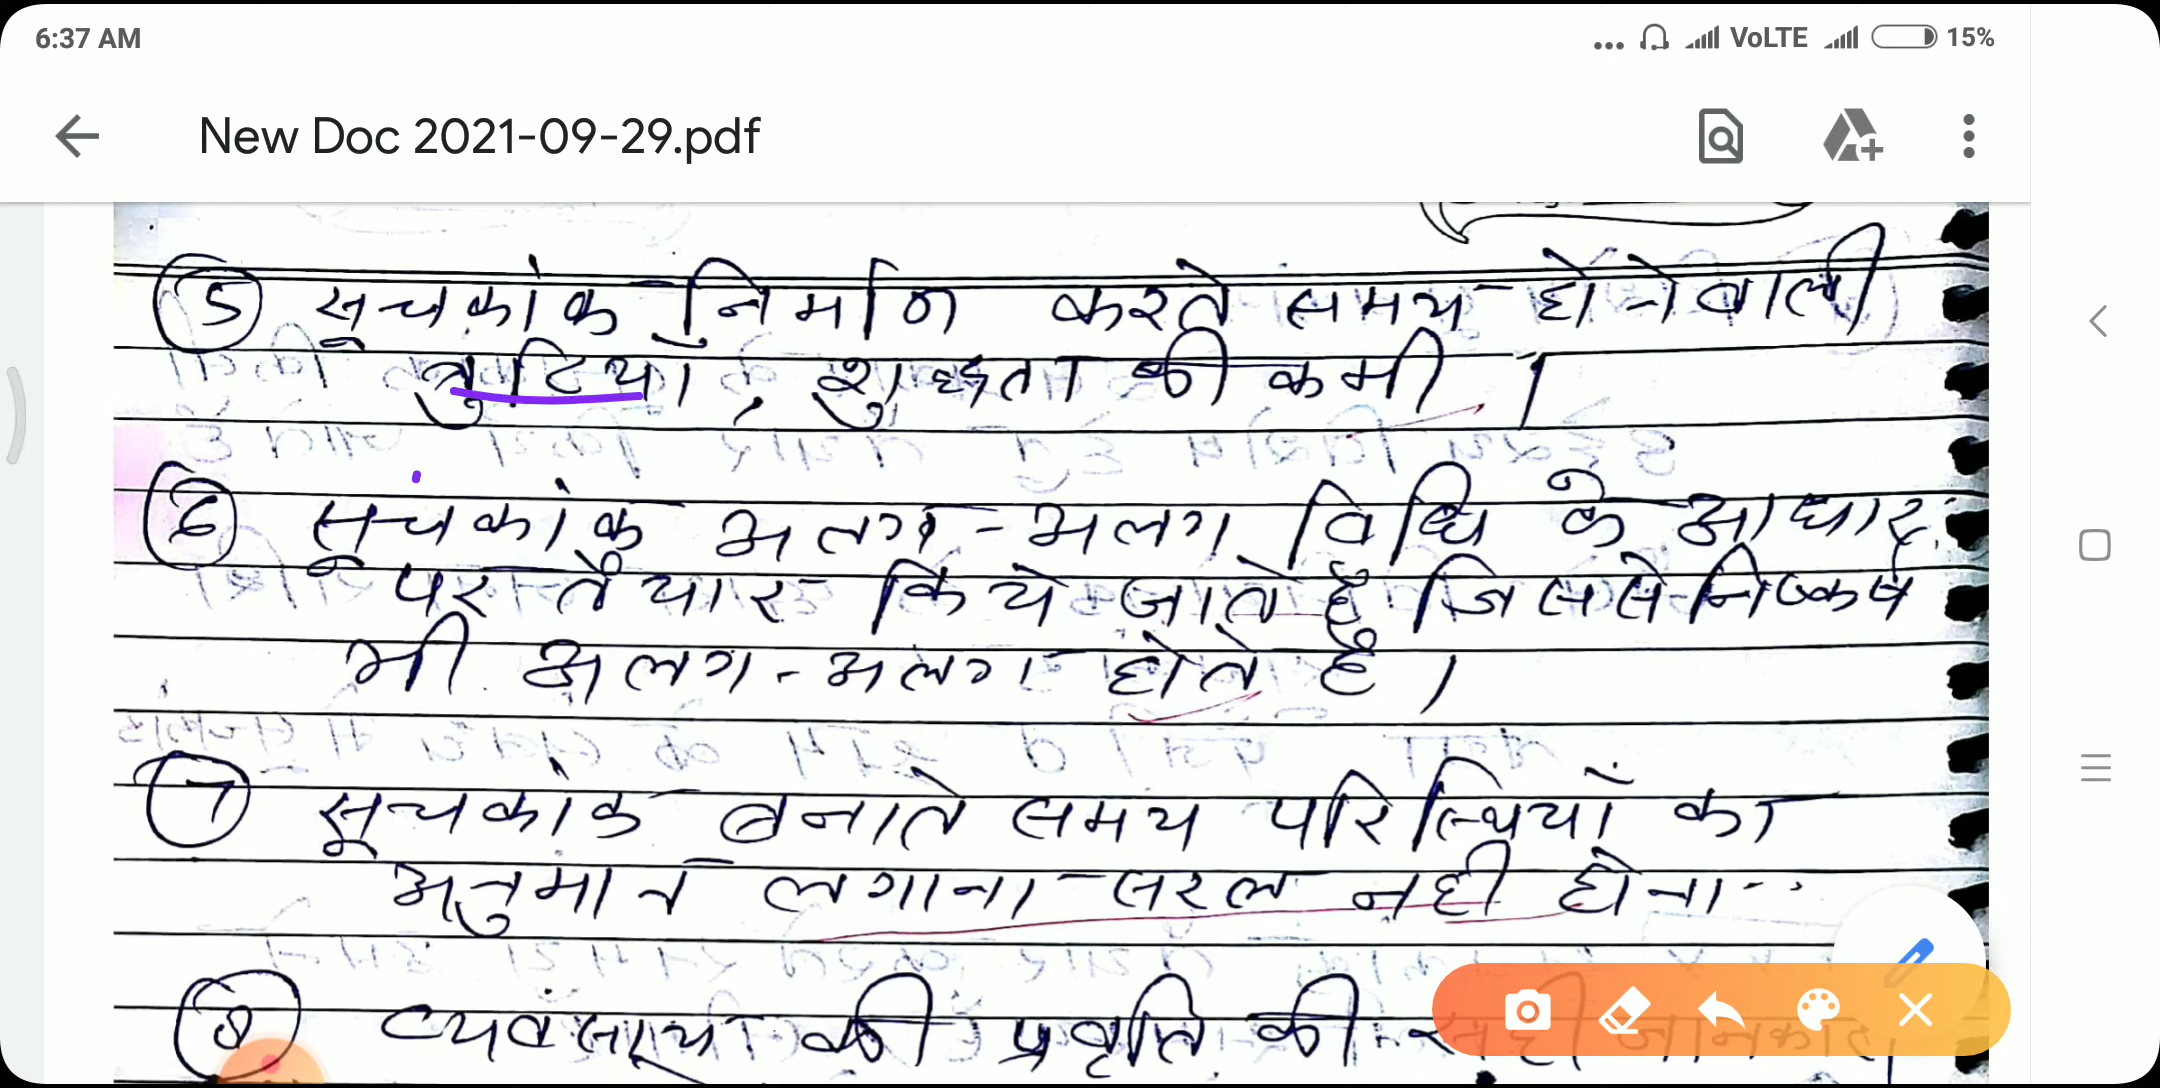 6:37 AM
... VoLTE 15%
New Doc 2021-09-29.pdf
5 सूचकांक निर्माण करते समय होने वाली
त्रुटियां, शुद्धता की कमी ।
6 सूचकांक अलग-अलग विधि के आधार
पर तैयार किये जाते है जिससे निष्कर्ष
भी अलग-अलग होते है ।
7 सूचकांक बनाते समय परिस्थियों का
अनुमान लगाना सरल नही होना
8 व्यवसाय की प्रवृति की सही जानकारी